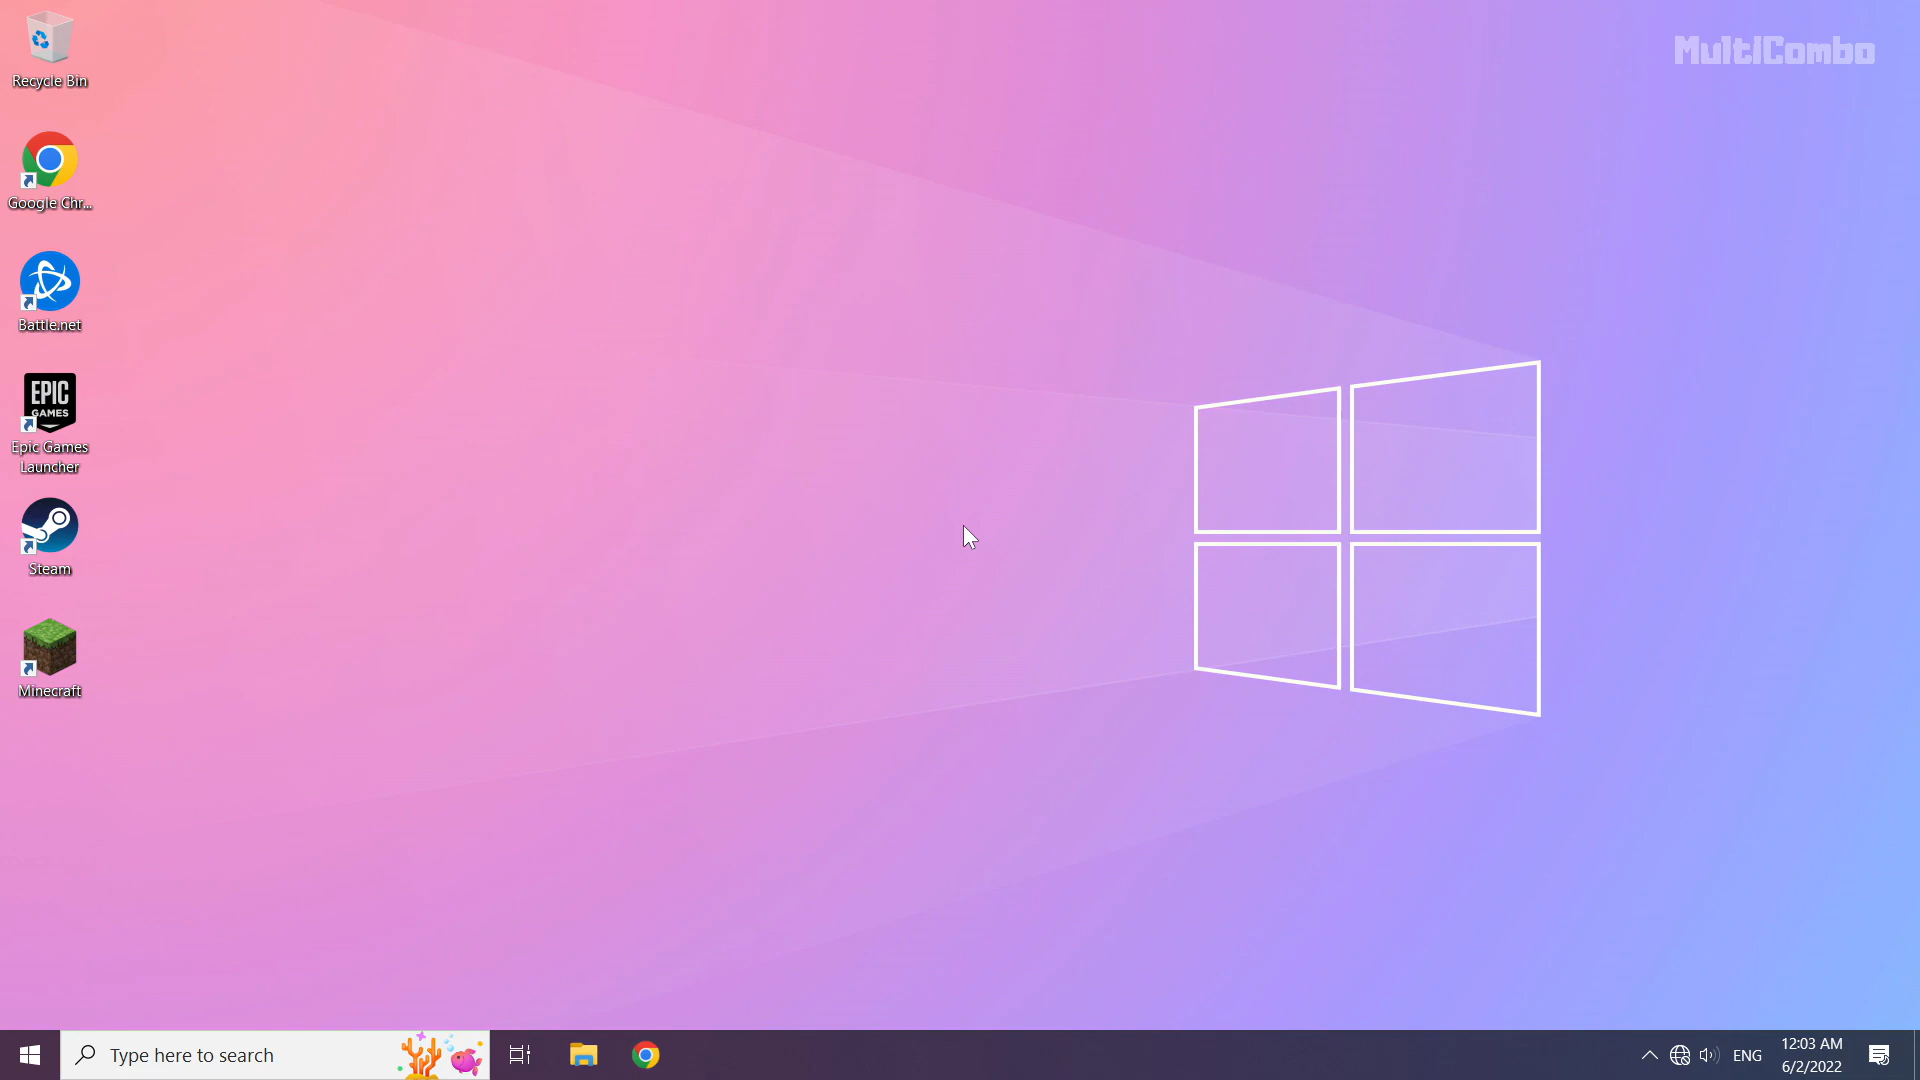 MultiCombo
Recycle Bin
Google Chr...
Battle.net
EPIC
GAMES
Epic Games
Launcher
Steam
Minecraft
Type here to search
ENG
12:03 AM
6/2/2022